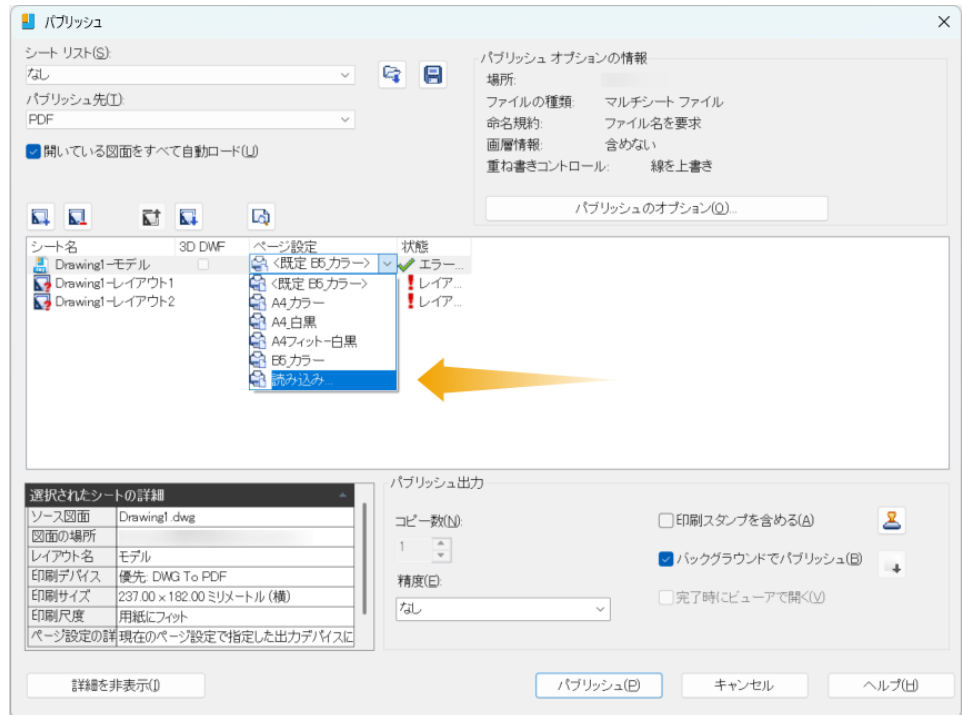 パブリッシュ
シート リスト(S):
なし
パブリッシュ先(T):
PDF
開いている図面をすべて自動ロード(U)
パブリッシュ オプションの情報
場所:
ファイルの種類: マルチシート ファイル
命名規約: ファイル名を要求
画層情報: 含めない
重ね書きコントロール: 線を上書き
パブリッシュのオプション(O)...
シート名 3D DWF ページ設定 状態
Drawing1-モデル <既定 B5_カラー> エラー...
Drawing1-レイアウト1 <既定 B5_カラー> レイア...
Drawing1-レイアウト2 A4_カラー レイア...
A4_白黒
A4フィット-白黒
B5_カラー
読み込み...
選択されたシートの詳細
ソース図面 Drawing1.dwg
図面の場所
レイアウト名 モデル
印刷デバイス 優先: DWG To PDF
印刷サイズ 237.00 x 182.00 ミリメートル (横)
印刷尺度 用紙にフィット
ページ設定の詳 現在のページ設定で指定した出力デバイスに
パブリッシュ出力
コピー数(N):
1
精度(E):
なし
印刷スタンプを含める(A)
バックグラウンドでパブリッシュ(B)
完了時にビューアで開く(V)
詳細を非表示(I)
パブリッシュ(P)
キャンセル
ヘルプ(H)